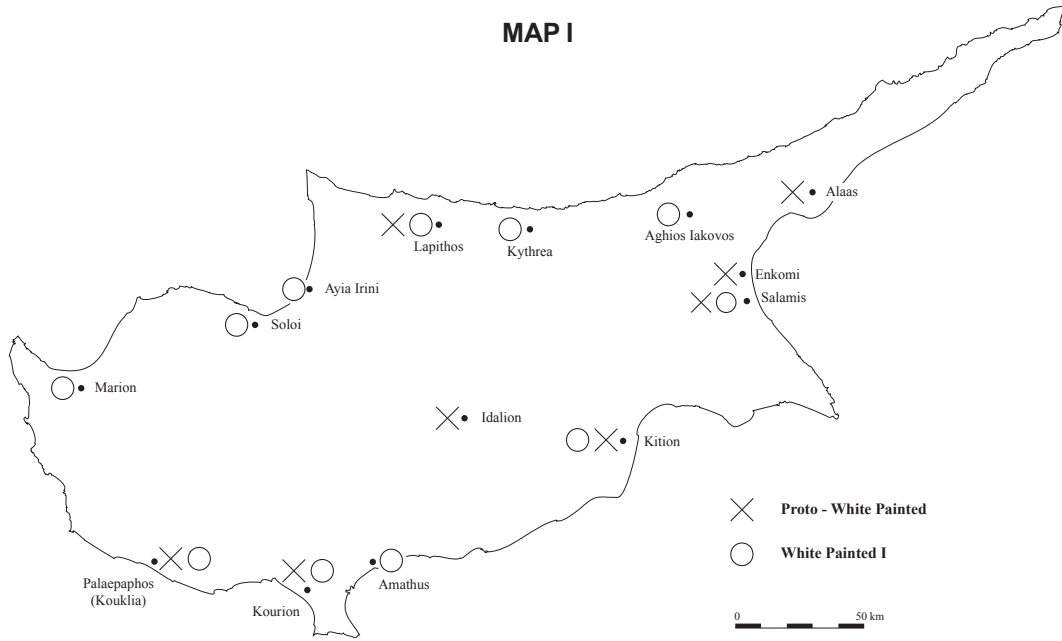 MAP I
Alaas
Aghios Iakovos
Lapithos
Kythrea
Enkomi
Ayia Irini
Salamis
Soloi
Marion
Idalion
Kition
Proto - White Painted
White Painted I
Palaepaphos
(Kouklia)
Amathus
Kourion
0 50 km